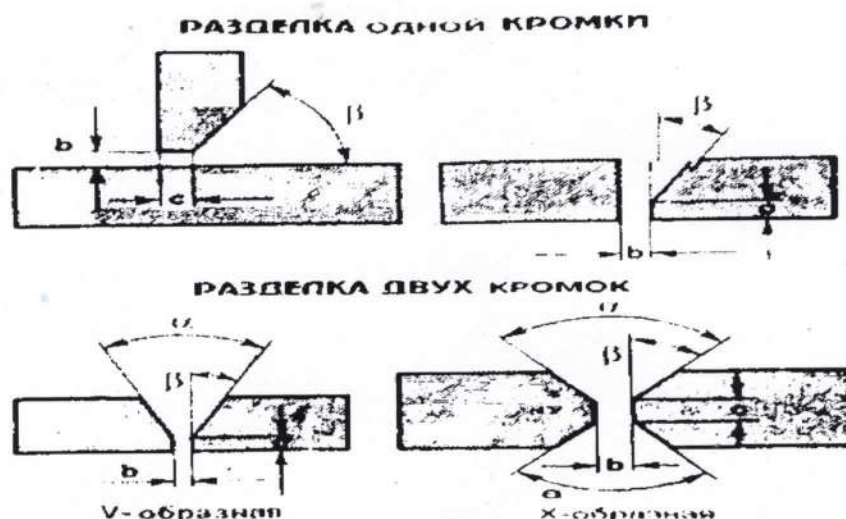 РАЗДЕЛКА ОДНОЙ КРОМКИ
β
b
c
β
c
b
РАЗДЕЛКА ДВУХ КРОМОК
α
β
b
α
β
c
b
a
V-образная
X-образная